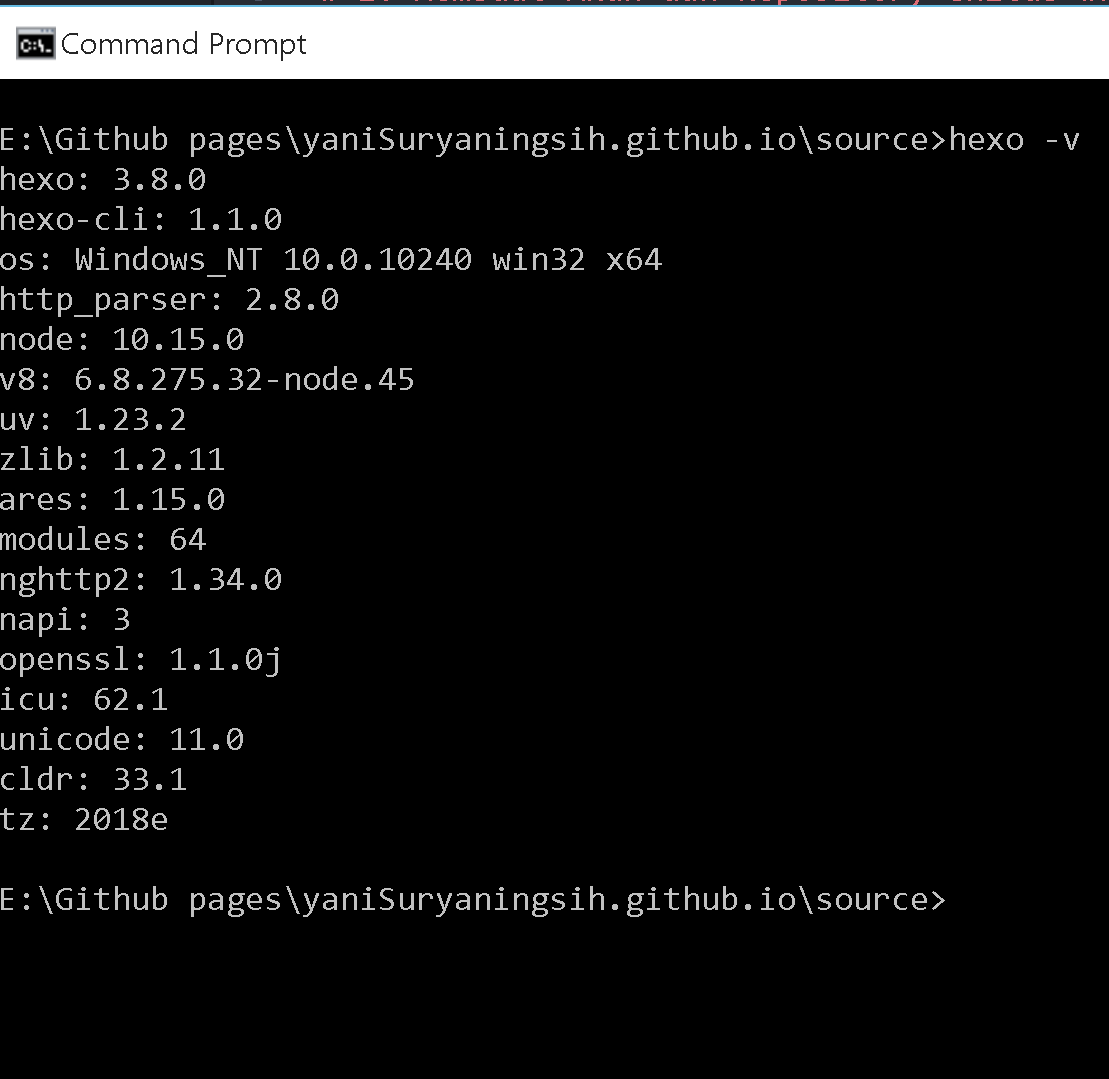 C:\.
Command Prompt
E:\Github pages\yaniSuryaningsih.github.io\source>hexo -v
hexo: 3.8.0
hexo-cli: 1.1.0
os: Windows_NT 10.0.10240 win32 x64
http_parser: 2.8.0
node: 10.15.0
v8: 6.8.275.32-node.45
uv: 1.23.2
zlib: 1.2.11
ares: 1.15.0
modules: 64
nghttp2: 1.34.0
napi: 3
openssl: 1.1.0j
icu: 62.1
unicode: 11.0
cldr: 33.1
tz: 2018e
E:\Github pages\yaniSuryaningsih.github.io\source>